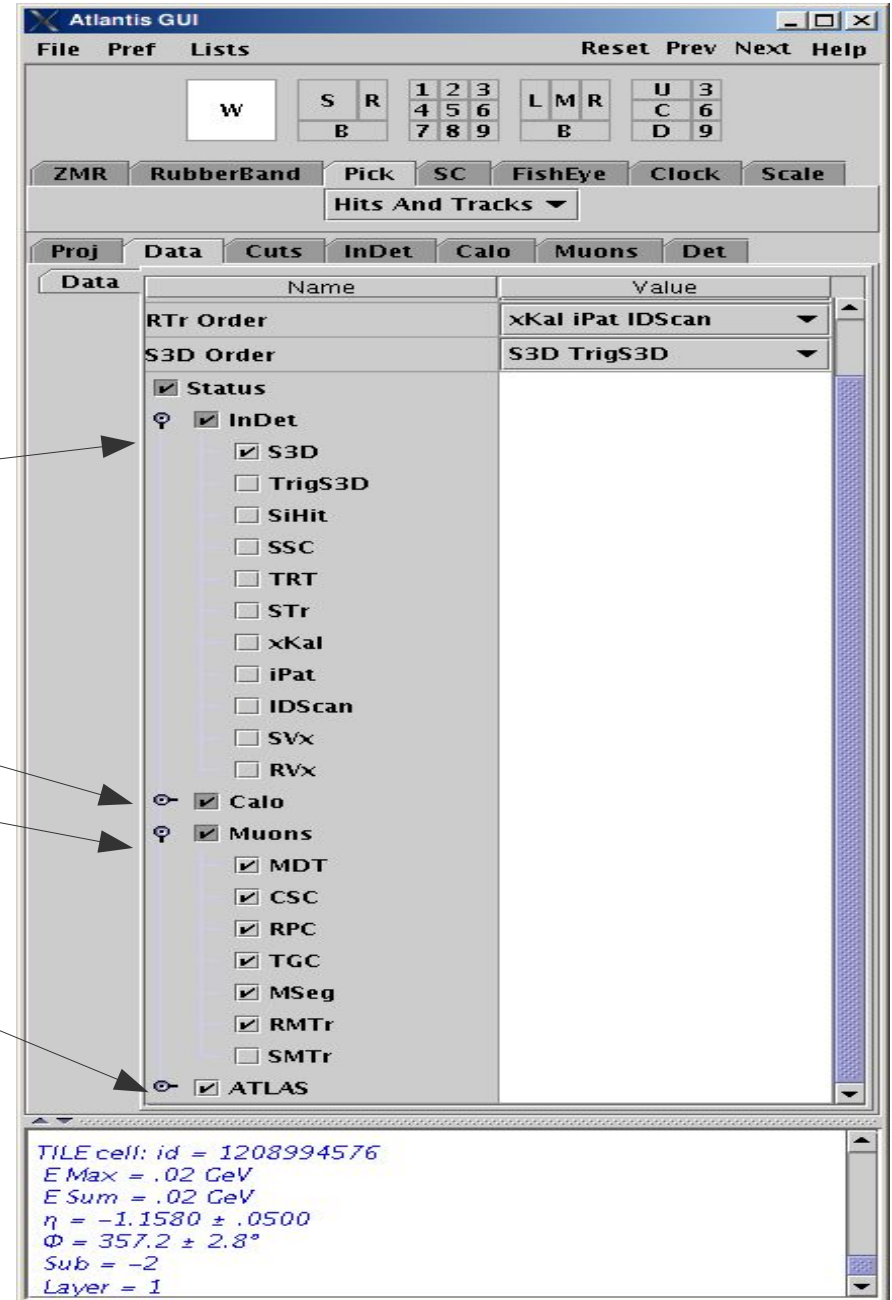 Atlantis GUI
File Pref Lists Reset Prev Next Help
W S R B 1 2 3 4 5 6 7 8 9 L M R B U 3 C 6 D 9
ZMR RubberBand Pick SC FishEye Clock Scale
Hits And Tracks
Proj Data Cuts InDet Calo Muons Det
Data
Name Value
RTr Order xKal iPat IDScan
S3D Order S3D TrigS3D
Status
InDet
S3D
TrigS3D
SiHit
SSC
TRT
STr
xKal
iPat
IDScan
SVx
RVx
Calo
Muons
MDT
CSC
RPC
TGC
MSeg
RMTr
SMTr
ATLAS
TILE cell: id = 1208994576
E Max = .02 GeV
E Sum = .02 GeV
η = -1.1580 ± .0500
Φ = 357.2 ± 2.8°
Sub = -2
Layer = 1